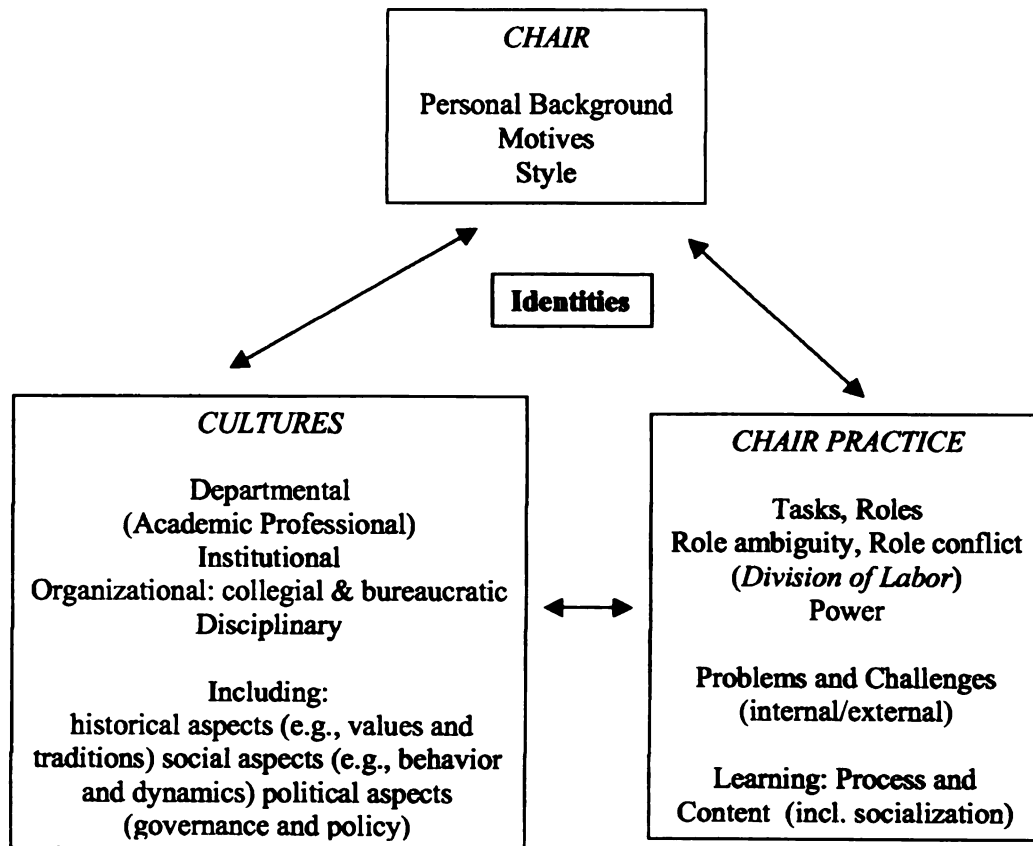 CHAIR
Personal Background
Motives
Style
Identities
CULTURES
Departmental
(Academic Professional)
Institutional
Organizational: collegial & bureaucratic
Disciplinary
Including:
historical aspects (e.g., values and
traditions) social aspects (e.g., behavior
and dynamics) political aspects
(governance and policy)
CHAIR PRACTICE
Tasks, Roles
Role ambiguity, Role conflict
(Division of Labor)
Power
Problems and Challenges
(internal/external)
Learning: Process and
Content (incl. socialization)